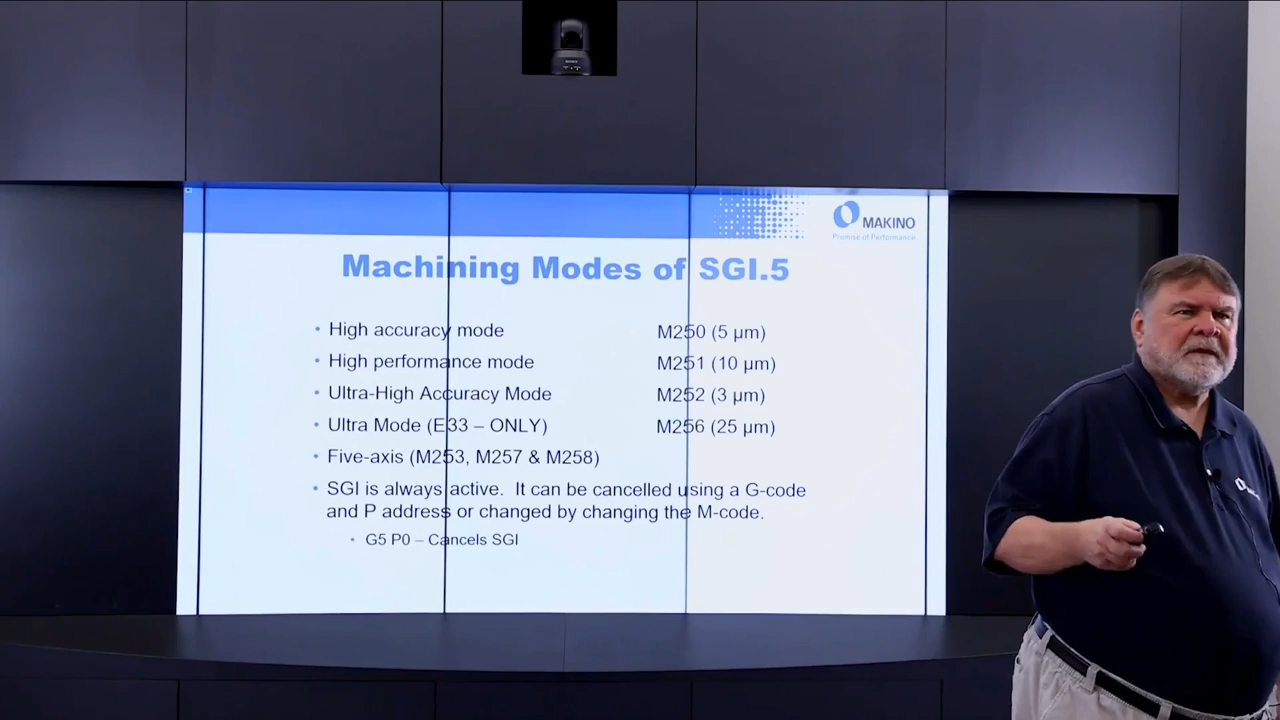 MAKINO
Promise of Performance
Machining Modes of SGI.5
• High accuracy mode M250 (5 µm)
• High performance mode M251 (10 µm)
• Ultra-High Accuracy Mode M252 (3 µm)
• Ultra Mode (E33 – ONLY) M256 (25 µm)
• Five-axis (M253, M257 & M258)
• SGI is always active. It can be cancelled using a G-code
and P address or changed by changing the M-code.
• G5 P0 – Cancels SGI